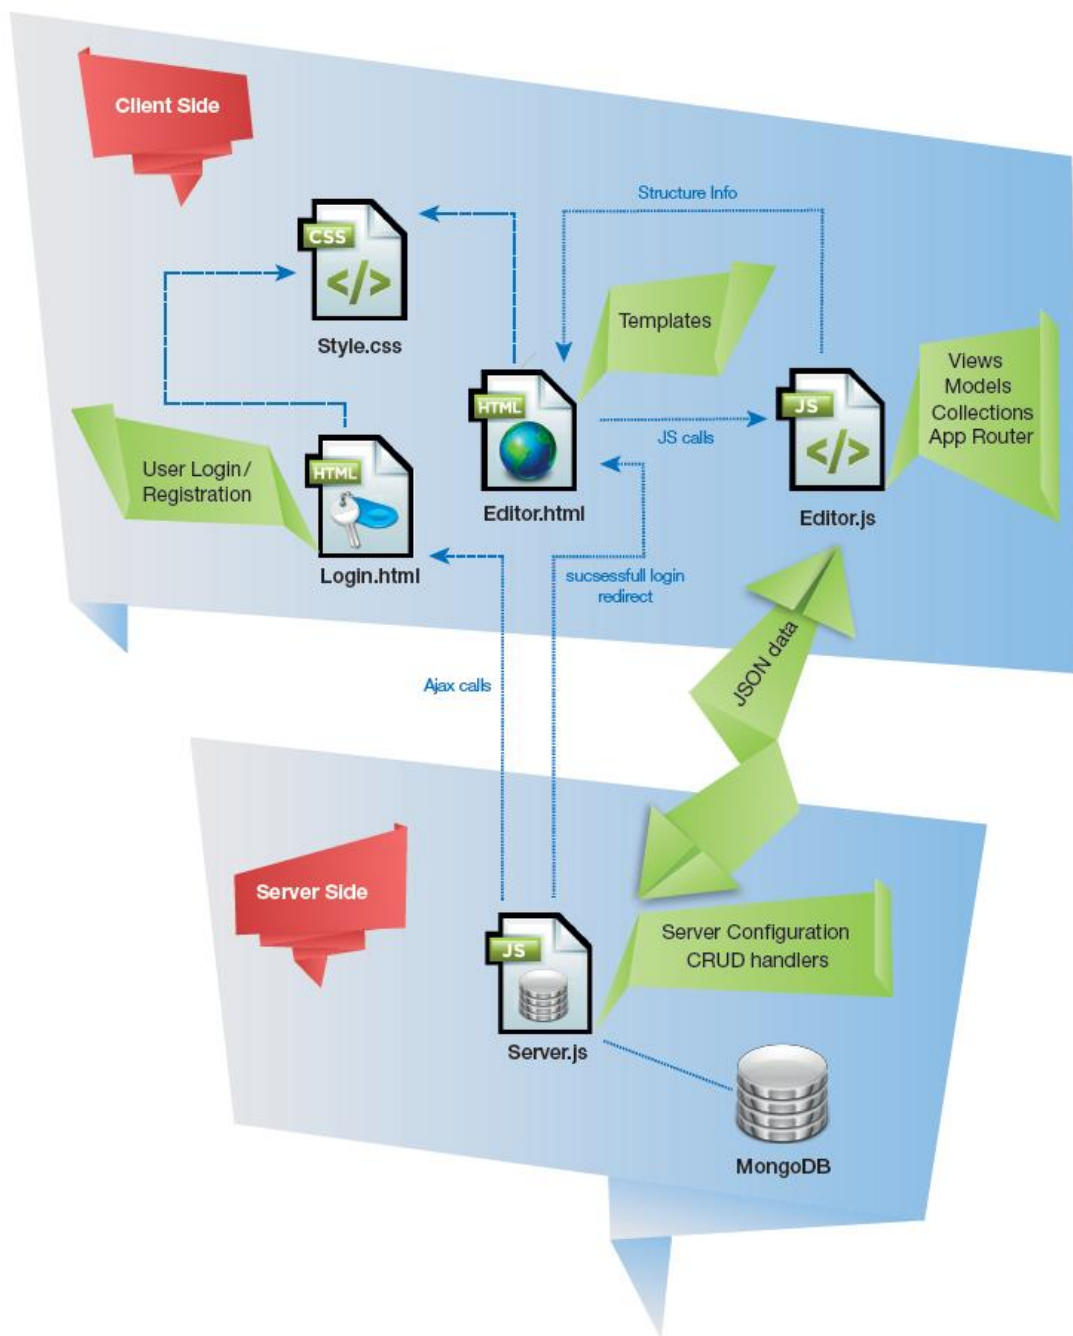 Client Side
Structure Info
CSS
</>
Style.css
Templates
Views
Models
Collections
App Router
HTML
JS
</>
JS calls
User Login /
Registration
HTML
Editor.html
Editor.js
Login.html
sucsessfull login
redirect
JSON data
Ajax calls
Server Side
JS
Server Configuration
CRUD handlers
Server.js
MongoDB